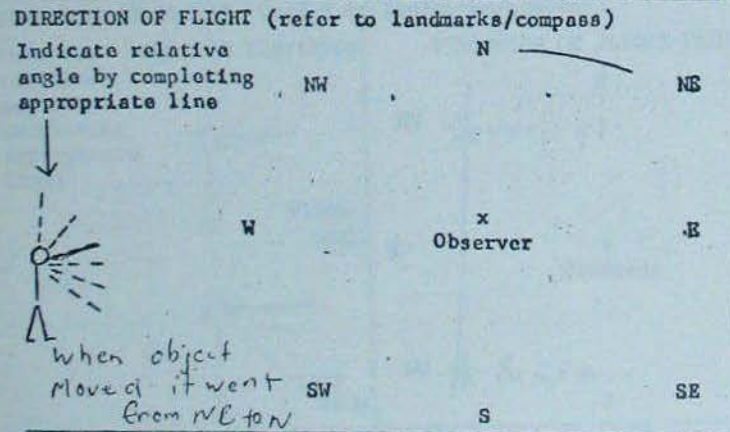 DIRECTION OF FLIGHT (refer to landmarks/compass)
Indicate relative
angle by completing
appropriate line
N
NW
NE
W
x
Observer
E
when object
moved it went
from NE to N
SW
SE
S